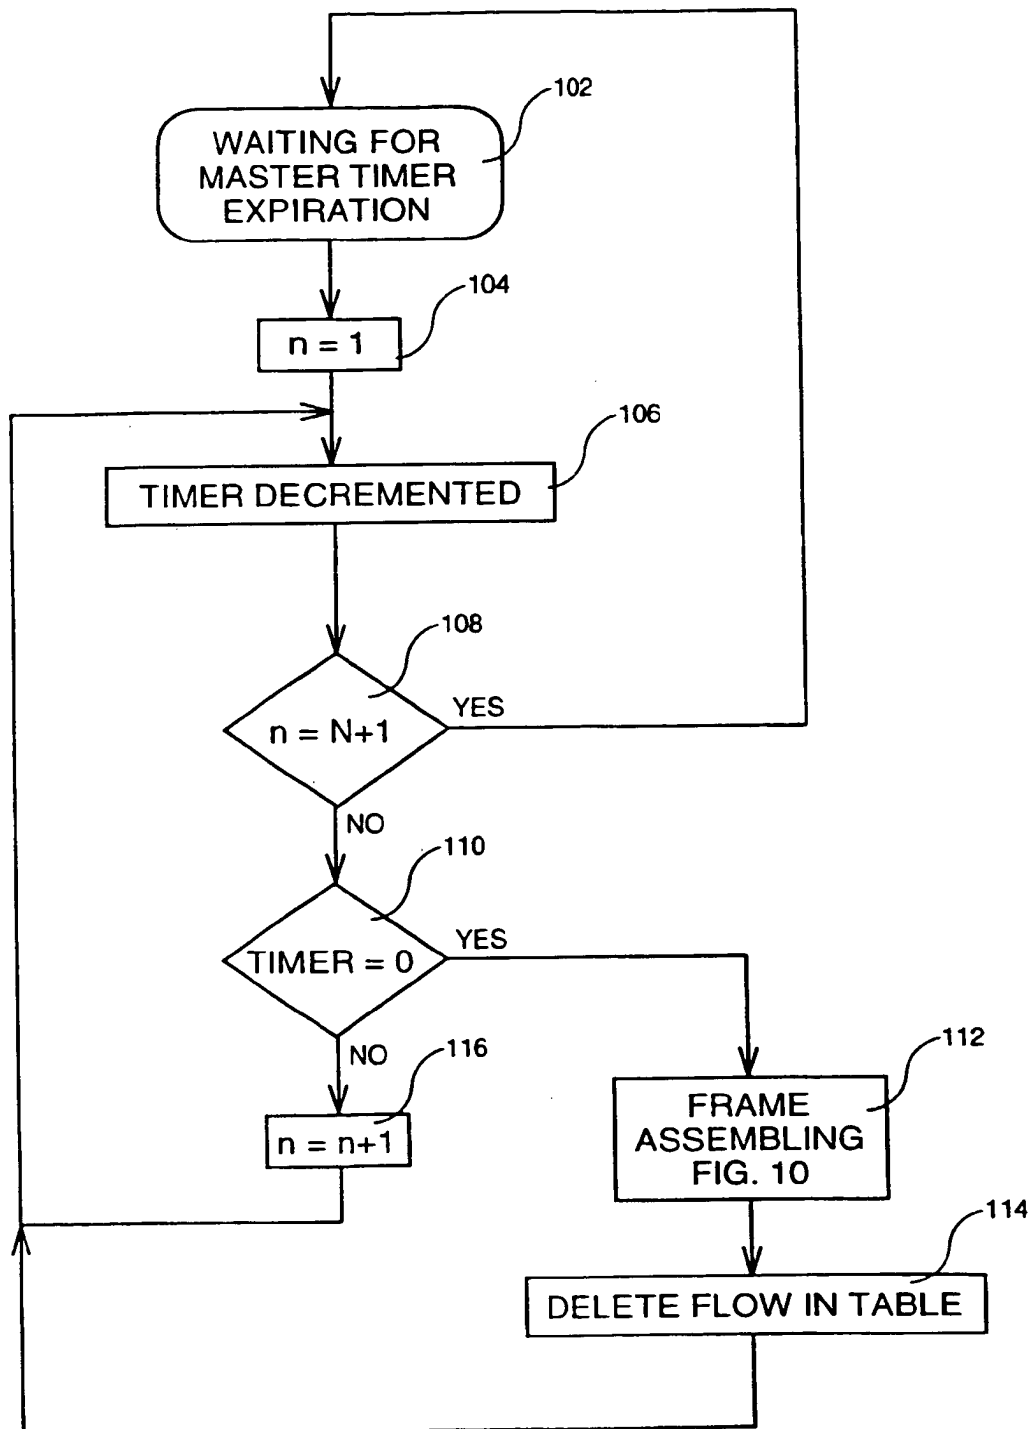 102
WAITING FOR
MASTER TIMER
EXPIRATION
104
n = 1
106
TIMER DECREMENTED
108
n = N+1
YES
NO
110
TIMER = 0
YES
NO
116
n = n+1
112
FRAME
ASSEMBLING
FIG. 10
114
DELETE FLOW IN TABLE